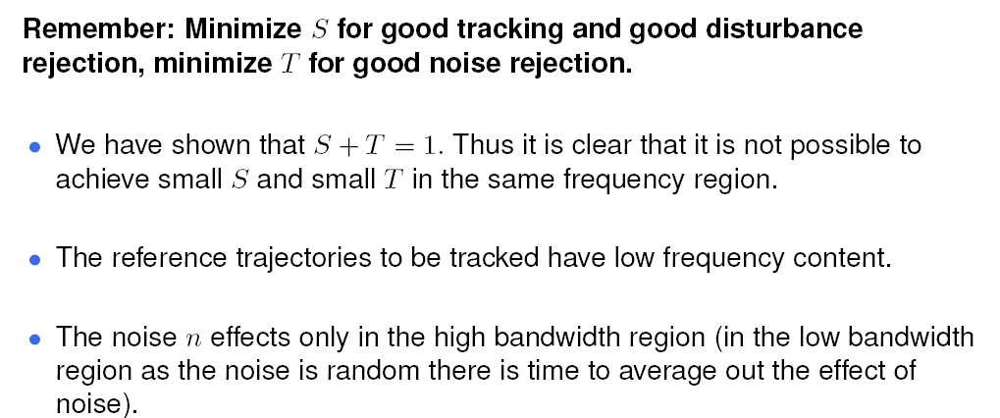 Remember: Minimize S for good tracking and good disturbance
rejection, minimize T for good noise rejection.
• We have shown that S + T = 1. Thus it is clear that it is not possible to
achieve small S and small T in the same frequency region.
• The reference trajectories to be tracked have low frequency content.
• The noise n effects only in the high bandwidth region (in the low bandwidth
region as the noise is random there is time to average out the effect of
noise).